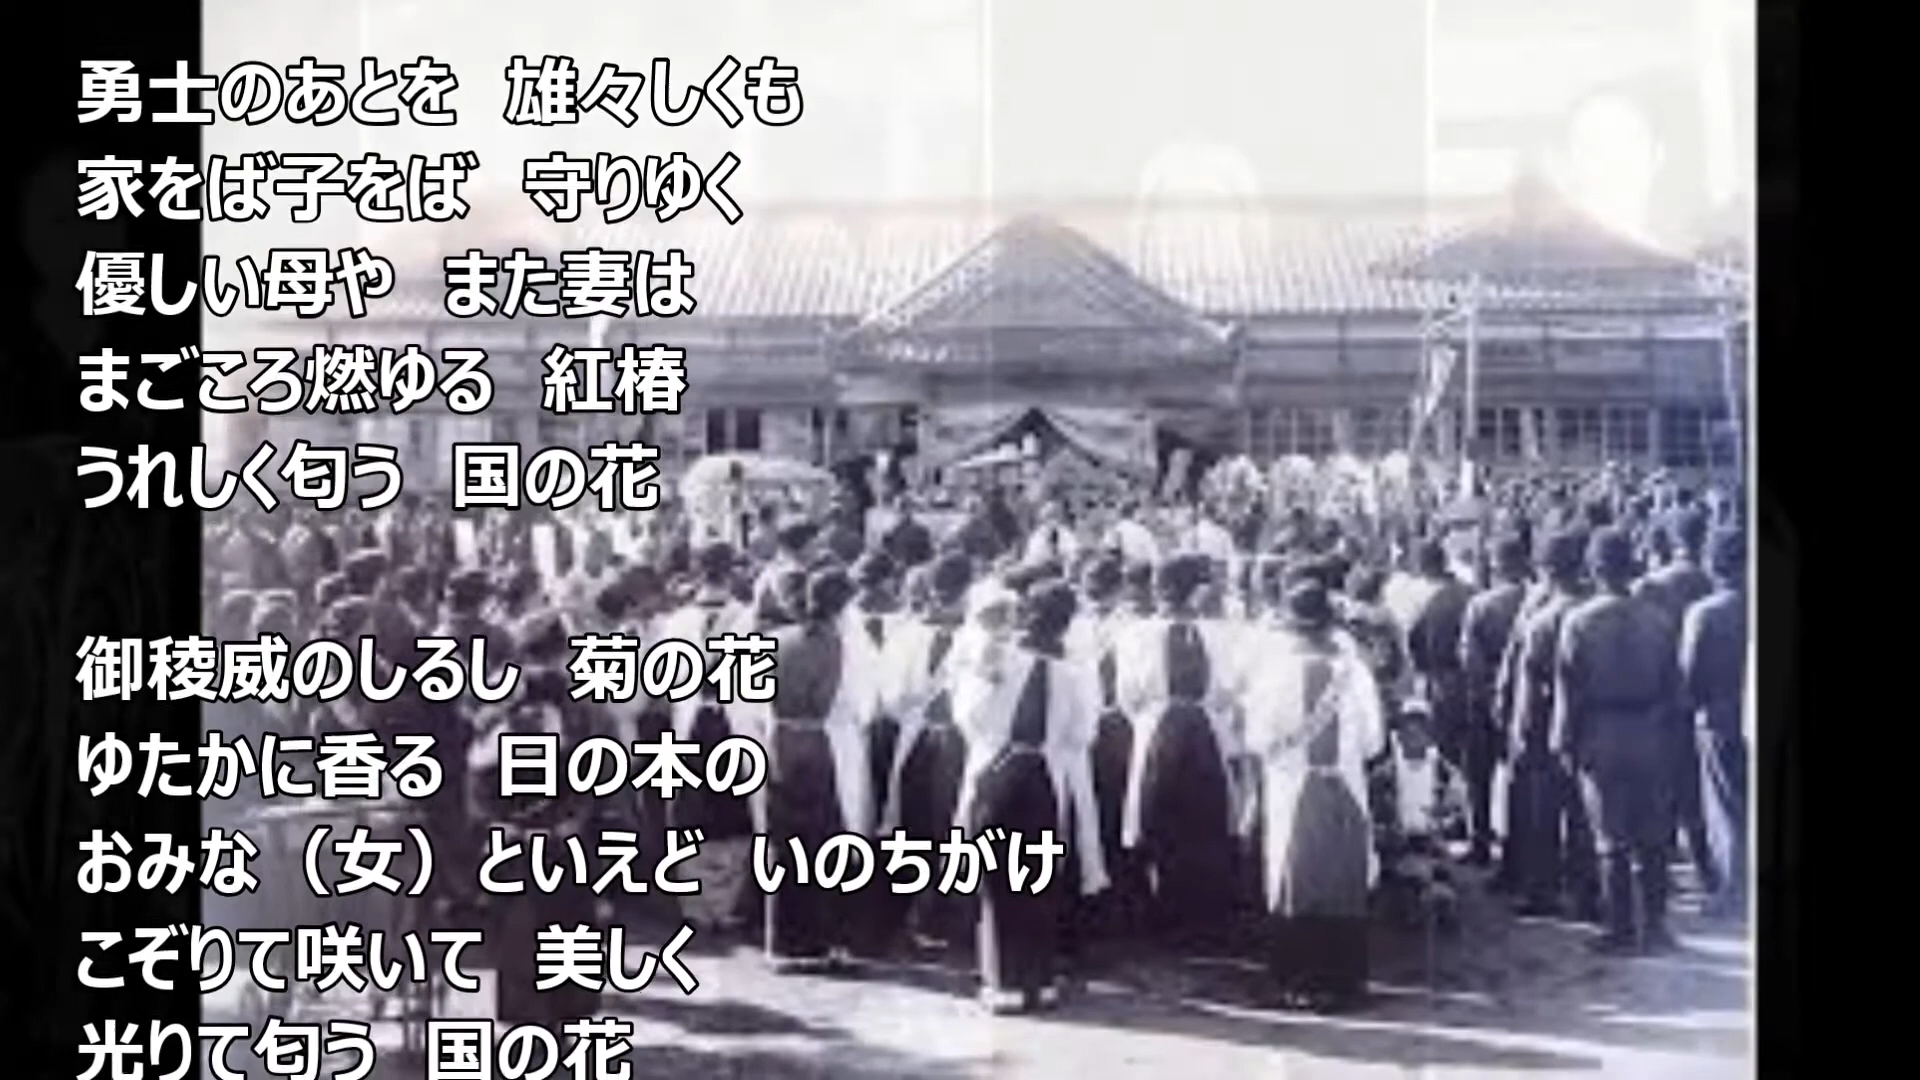 勇士のあとを　雄々しくも
家をば子をば　守りゆく
優しい母や　また妻は
まごころ燃ゆる　紅椿
うれしく匂う　国の花
御稜威のしるし　菊の花
ゆたかに香る　日の本の
おみな（女）といえど　いのちがけ
こぞりて咲いて　美しく
光りて匂う　国の花